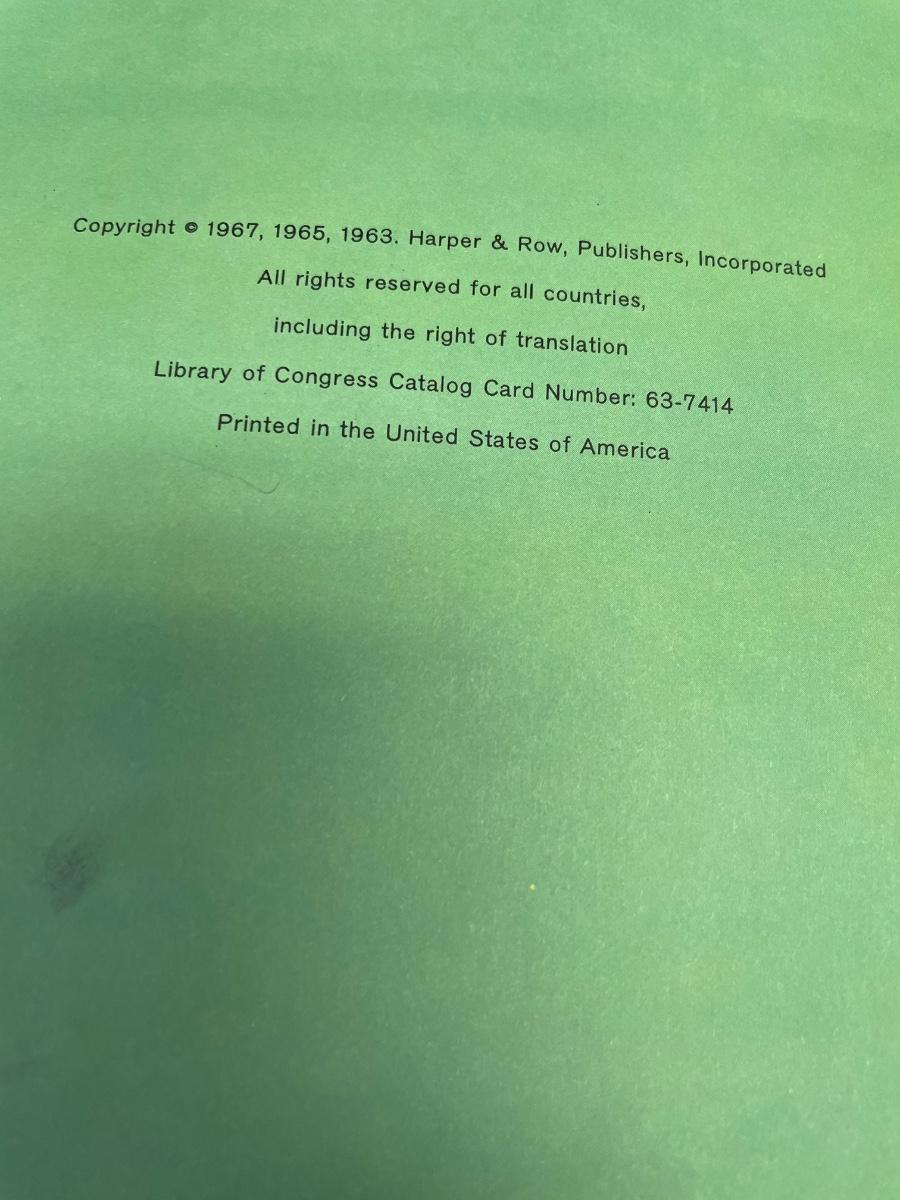 Copyright © 1967, 1965, 1963. Harper & Row, Publishers, Incorporated
All rights reserved for all countries,
including the right of translation
Library of Congress Catalog Card Number: 63-7414
Printed in the United States of America